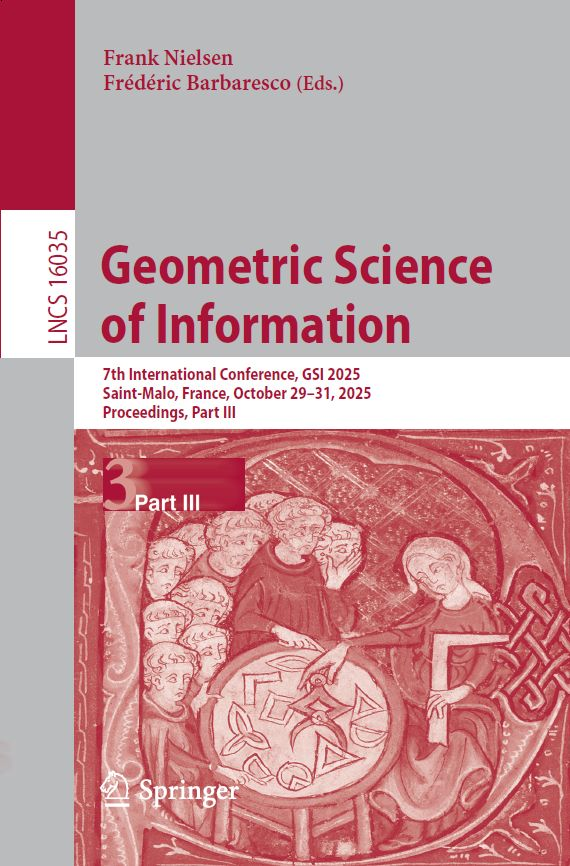 Frank Nielsen
Frédéric Barbaresco (Eds.)
LNCS 16035
Geometric Science
of Information
7th International Conference, GSI 2025
Saint-Malo, France, October 29–31, 2025
Proceedings, Part III
3 Part III
Springer